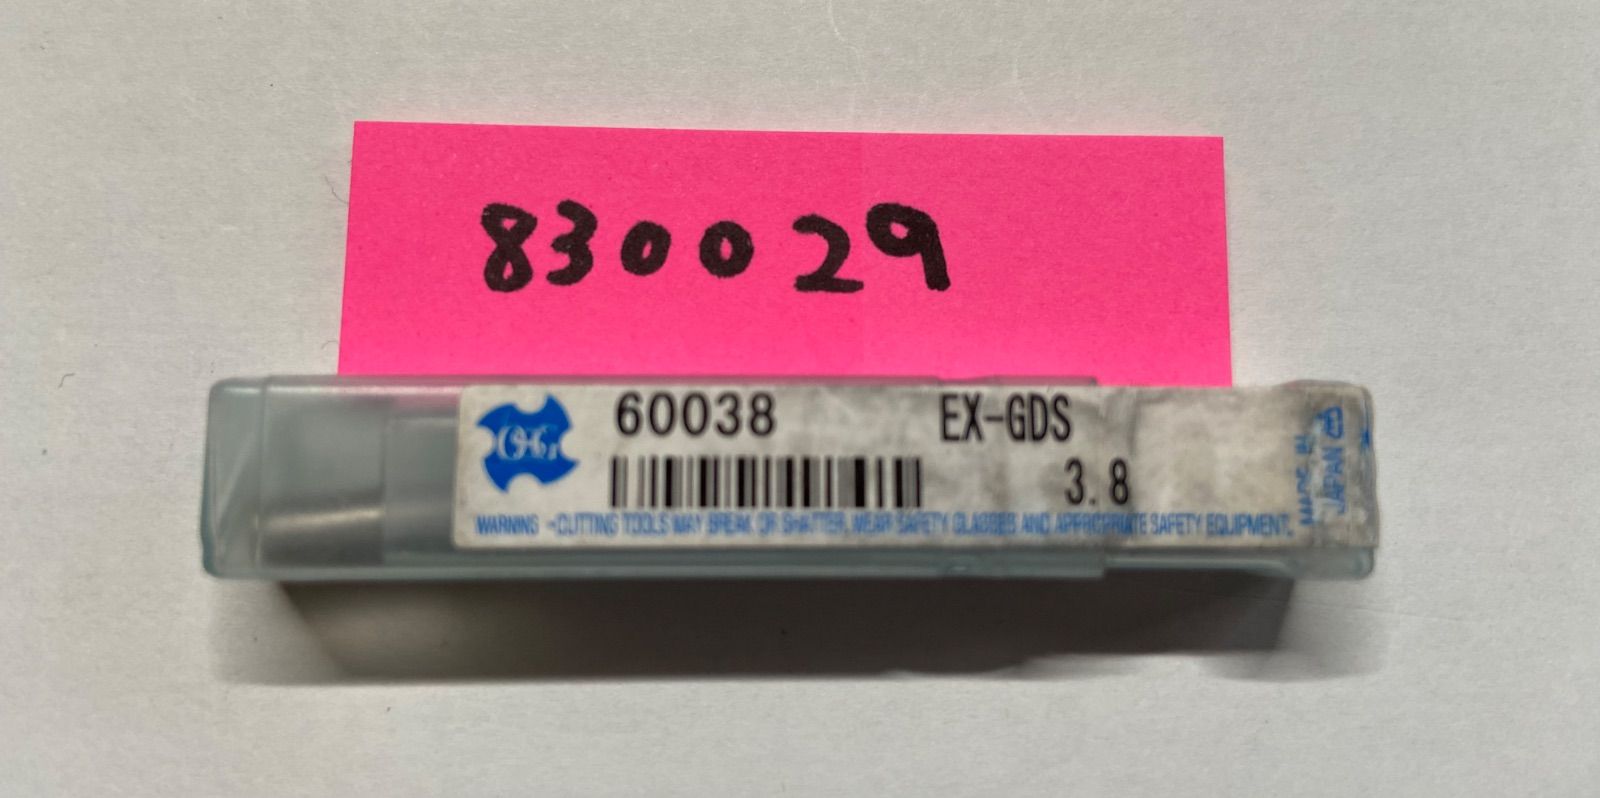 830029
OSG
60038 EX-GDS
3.8
WARNING -CUTTING TOOLS MAY BREAK OR SHATTER. WEAR SAFETY GLASSES AND APPROPRIATE SAFETY EQUIPMENT.
MADE IN
JAPAN